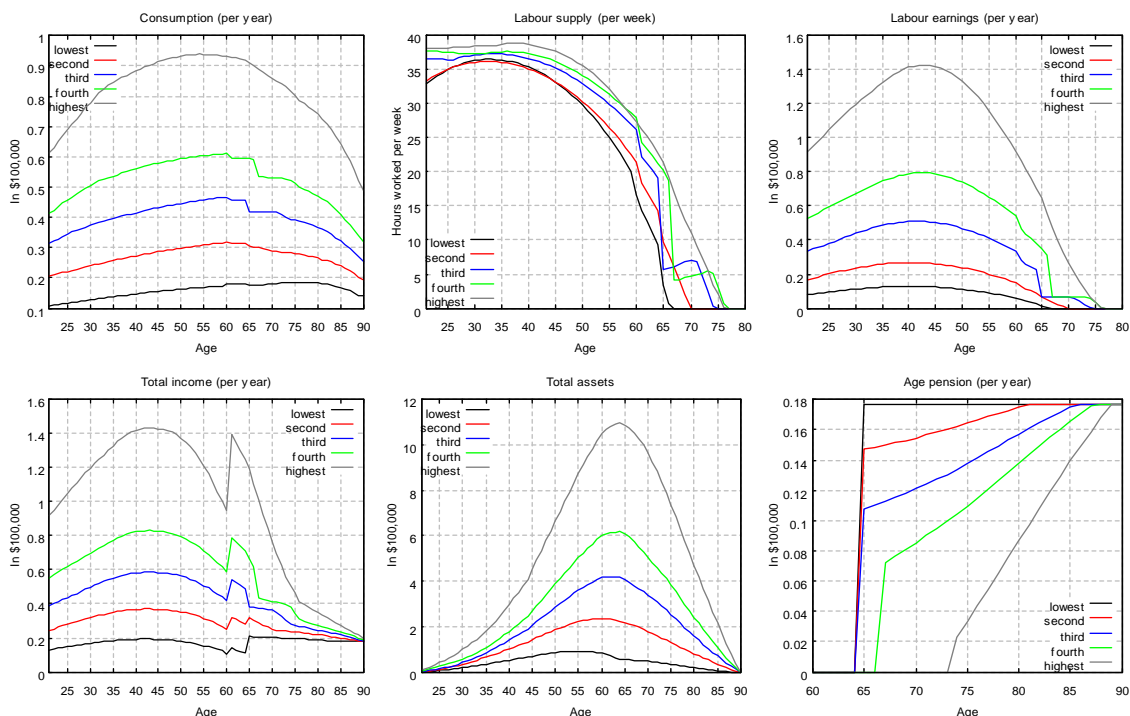 Consumption (per year)
1
0.9
0.8
0.7
0.6
0.5
0.4
0.3
0.2
0.1
In $100,000
lowest
second
third
fourth
highest
25 30 35 40 45 50 55 60 65 70 75 80 85 90
Age
Labour supply (per week)
40
35
30
25
20
15
10
5
0
Hours worked per week
lowest
second
third
fourth
highest
25 30 35 40 45 50 55 60 65 70 75 80
Age
Labour earnings (per year)
1.6
1.4
1.2
1
0.8
0.6
0.4
0.2
0
In $100,000
lowest
second
third
fourth
highest
25 30 35 40 45 50 55 60 65 70 75 80
Age
Total income (per year)
1.6
1.4
1.2
1
0.8
0.6
0.4
0.2
0
In $100,000
lowest
second
third
fourth
highest
25 30 35 40 45 50 55 60 65 70 75 80 85 90
Age
Total assets
12
10
8
6
4
2
0
In $100,000
lowest
second
third
fourth
highest
25 30 35 40 45 50 55 60 65 70 75 80 85 90
Age
Age pension (per year)
0.18
0.16
0.14
0.12
0.1
0.08
0.06
0.04
0.02
0
In $100,000
lowest
second
third
fourth
highest
60 65 70 75 80 85 90
Age